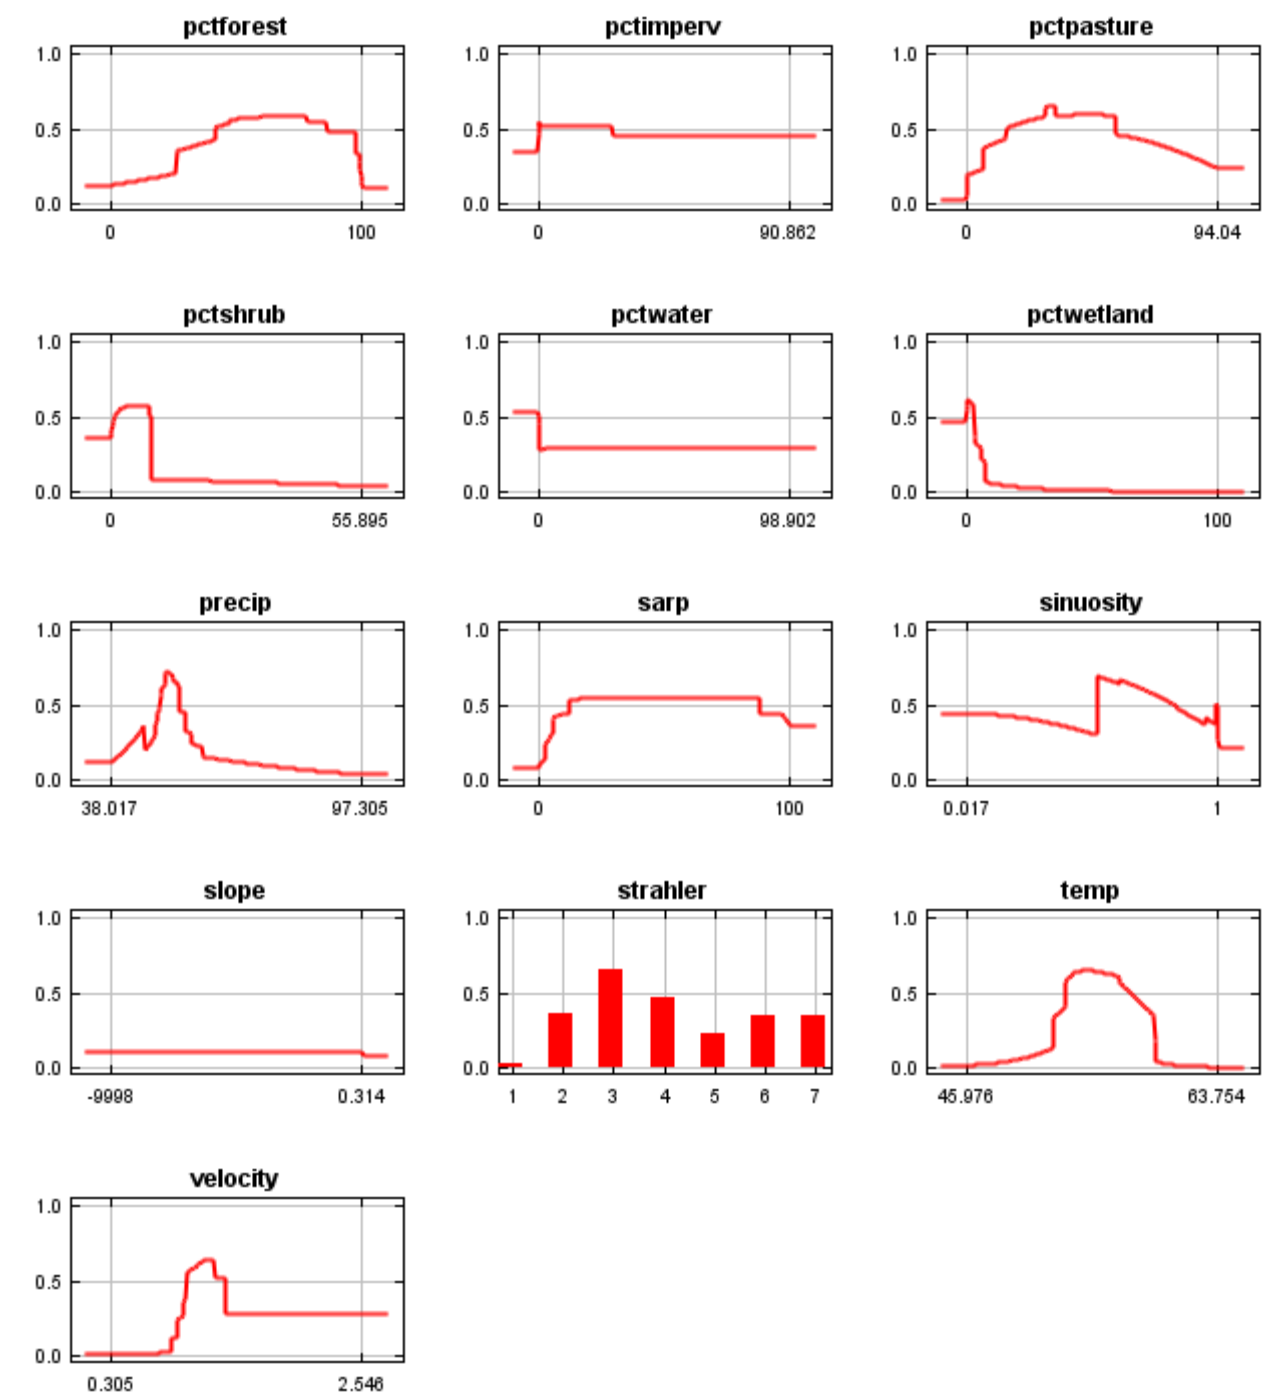 pctforest pctimperv pctpasture
1.0 1.0 1.0
0.5 0.5 0.5
0.0 0.0 0.0
0 100 0 90.862 0 94.04
pctshrub pctwater pctwetland
1.0 1.0 1.0
0.5 0.5 0.5
0.0 0.0 0.0
0 55.895 0 98.902 0 100
precip sarp sinuosity
1.0 1.0 1.0
0.5 0.5 0.5
0.0 0.0 0.0
38.017 97.305 0 100 0.017 1
slope strahler temp
1.0 1.0 1.0
0.5 0.5 0.5
0.0 0.0 0.0
-9998 0.314 1 2 3 4 5 6 7 45.976 63.754
velocity
1.0
0.5
0.0
0.305 2.546